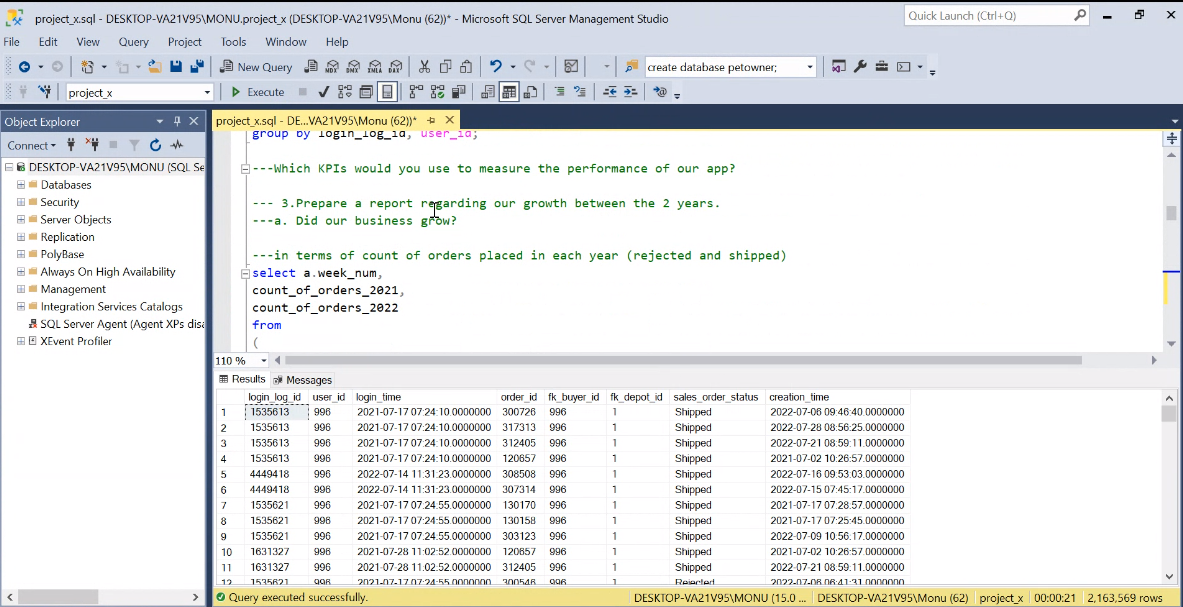 project_x.sql - DESKTOP-VA21V95\MONU.project_x (DESKTOP-VA21V95\Monu (62))* - Microsoft SQL Server Management Studio
Quick Launch (Ctrl+Q)
File Edit View Query Project Tools Window Help
New Query MDX DMX XMLA DAX create database petowner;
project_x Execute
Object Explorer
project_x.sql - DE...VA21V95\Monu (62))*
Connect
DESKTOP-VA21V95\MONU (SQL Se
Databases
Security
Server Objects
Replication
PolyBase
Always On High Availability
Management
Integration Services Catalogs
SQL Server Agent (Agent XPs disa
XEvent Profiler
group by login_log_id, user_id;
---Which KPIs would you use to measure the performance of our app?
--- 3.Prepare a report regarding our growth between the 2 years.
---a. Did our business grow?
---in terms of count of orders placed in each year (rejected and shipped)
select a.week_num,
count_of_orders_2021,
count_of_orders_2022
from
(
110 %
Results Messages
login_log_id user_id login_time order_id fk_buyer_id fk_depot_id sales_order_status creation_time
1 1535613 996 2021-07-17 07:24:10.0000000 300726 996 1 Shipped 2022-07-06 09:46:40.0000000
2 1535613 996 2021-07-17 07:24:10.0000000 317313 996 1 Shipped 2022-07-28 08:56:25.0000000
3 1535613 996 2021-07-17 07:24:10.0000000 312405 996 1 Shipped 2022-07-21 08:59:11.0000000
4 1535613 996 2021-07-17 07:24:10.0000000 120657 996 1 Shipped 2021-07-02 10:26:57.0000000
5 4449418 996 2022-07-14 11:31:23.0000000 308508 996 1 Shipped 2022-07-16 09:53:03.0000000
6 4449418 996 2022-07-14 11:31:23.0000000 307314 996 1 Shipped 2022-07-15 07:45:17.0000000
7 1535621 996 2021-07-17 07:24:55.0000000 130170 996 1 Shipped 2021-07-17 07:28:57.0000000
8 1535621 996 2021-07-17 07:24:55.0000000 130158 996 1 Shipped 2021-07-17 07:25:45.0000000
9 1535621 996 2021-07-17 07:24:55.0000000 303123 996 1 Shipped 2022-07-09 10:56:17.0000000
10 1631327 996 2021-07-28 11:02:52.0000000 120657 996 1 Shipped 2021-07-02 10:26:57.0000000
11 1631327 996 2021-07-28 11:02:52.0000000 312405 996 1 Shipped 2022-07-21 08:59:11.0000000
12 1535621 996 2021-07-17 07:24:55.0000000 300546 996 1 Rejected 2022-07-06 06:41:31.0000000
Query executed successfully. DESKTOP-VA21V95\MONU (15.0 ... DESKTOP-VA21V95\Monu (62) project_x 00:00:21 2,163,569 rows